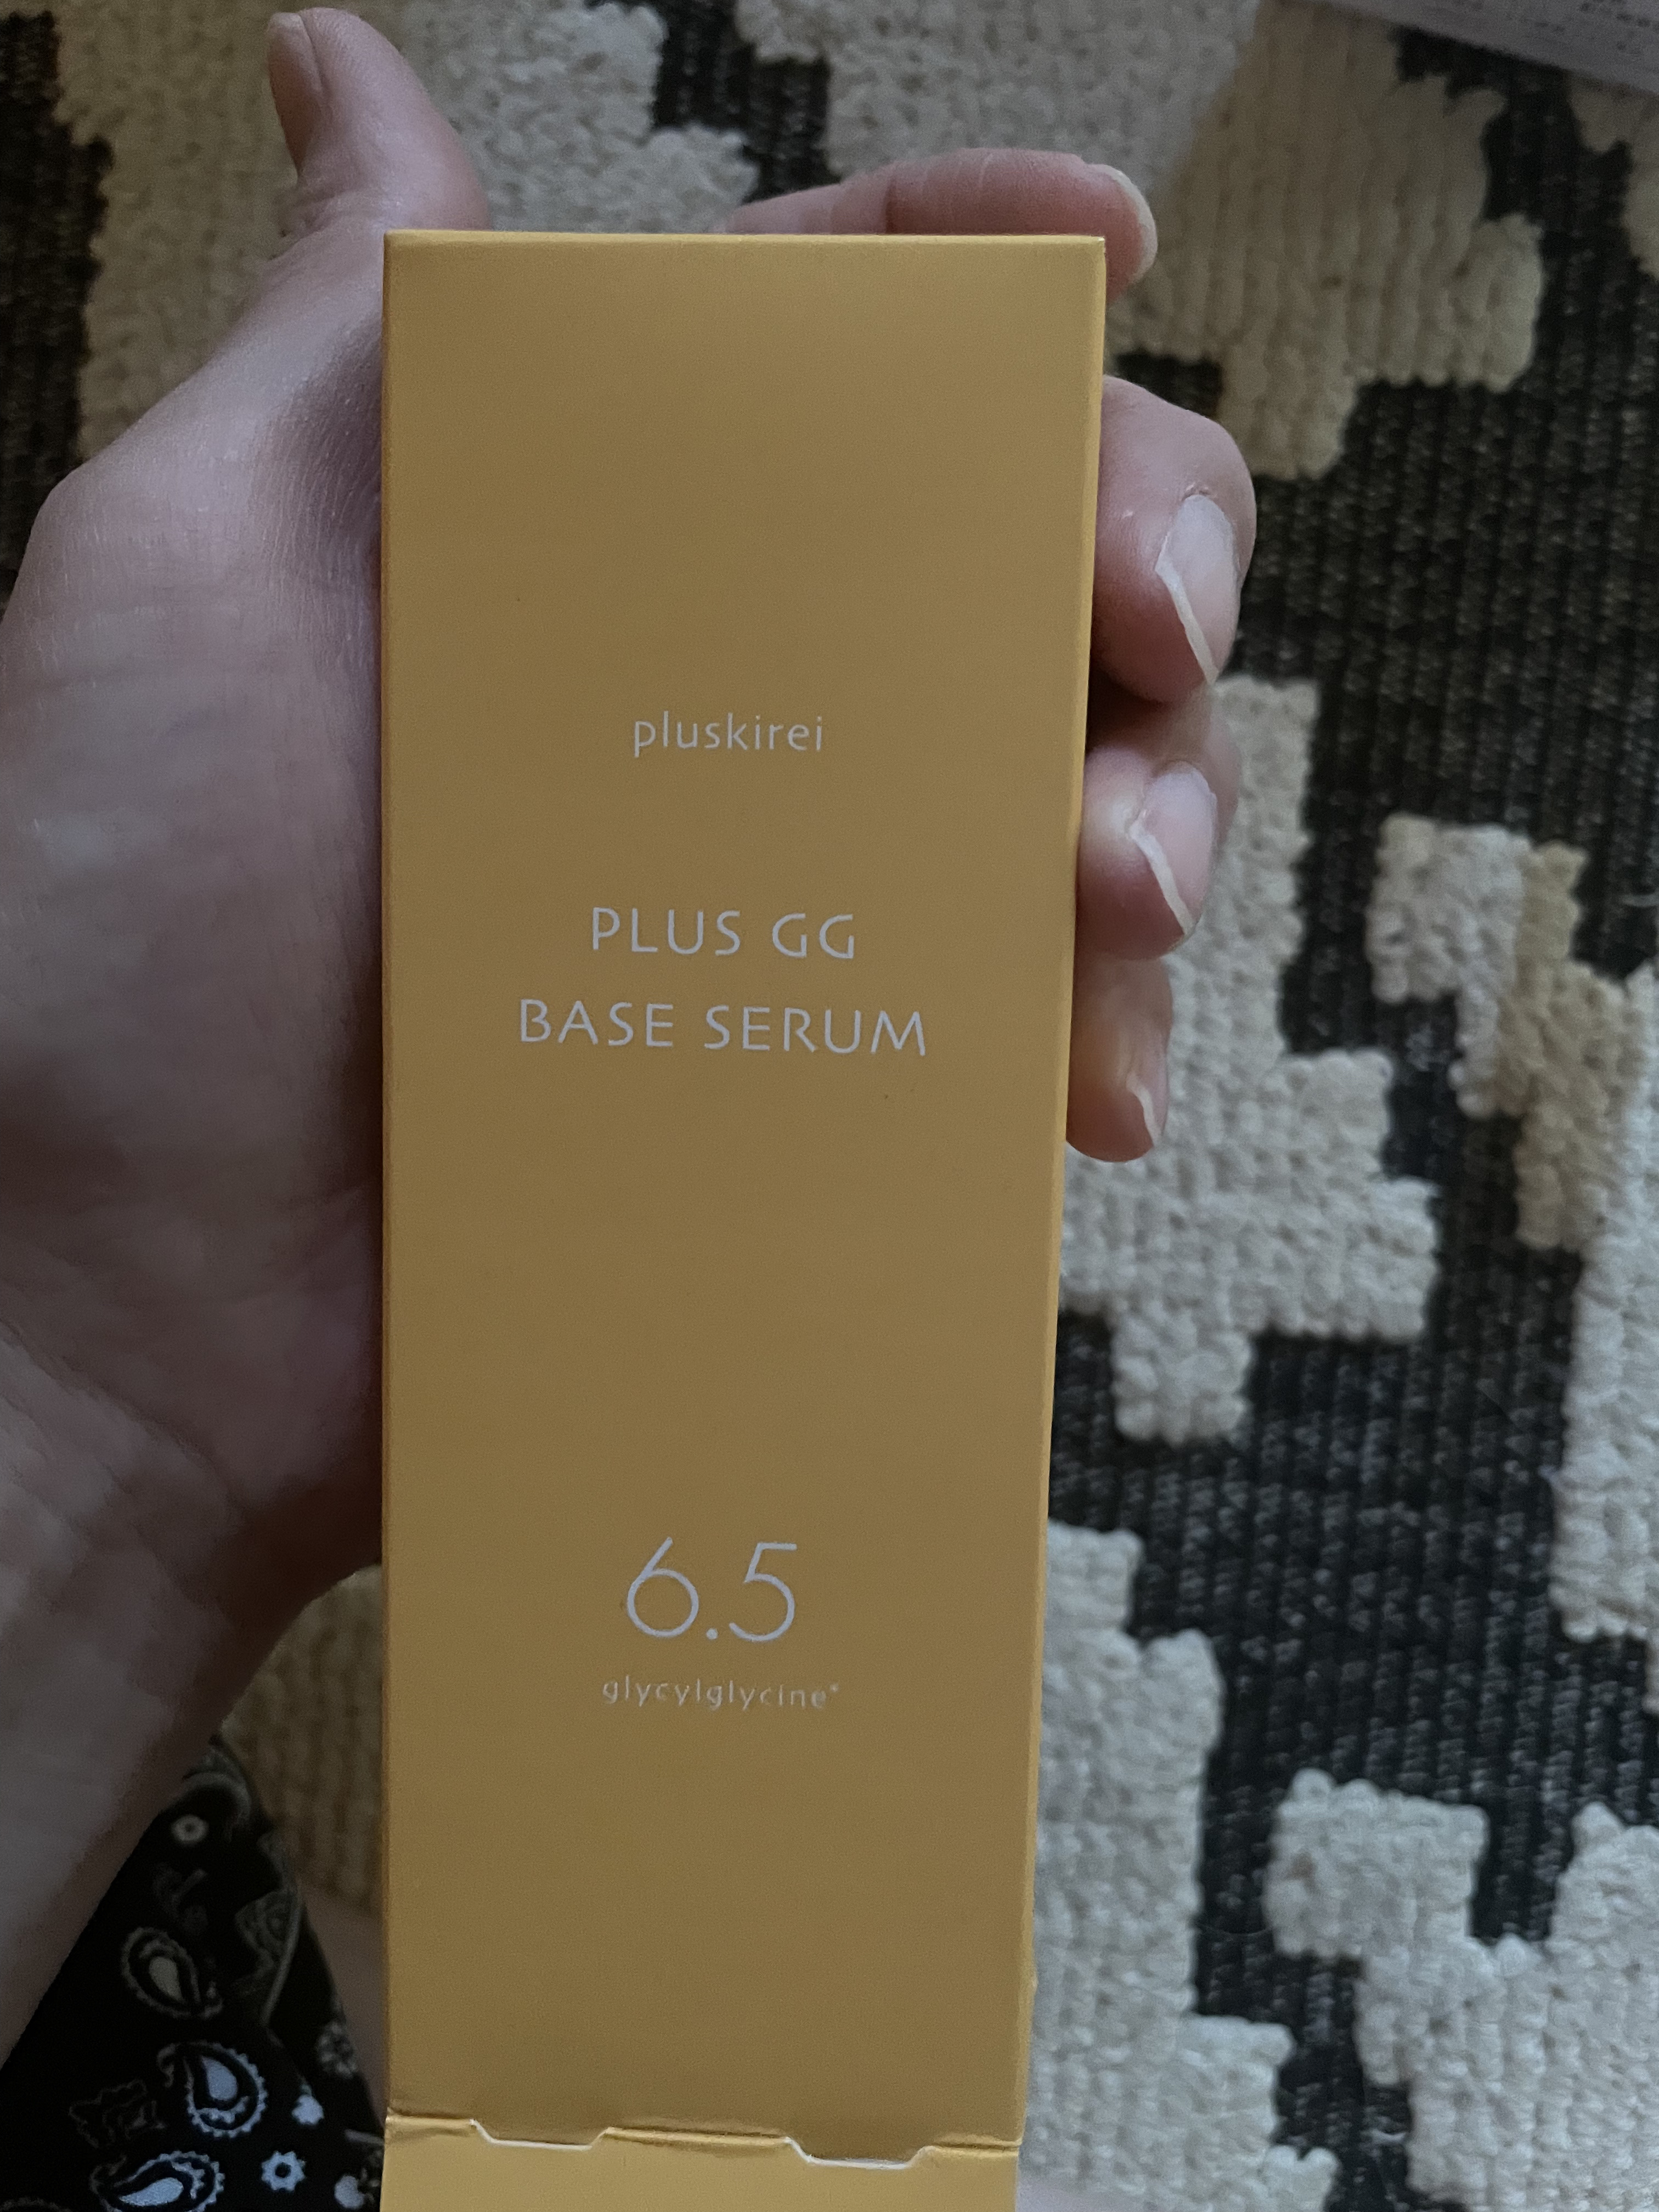 pluskirei
PLUS GG
BASE SERUM
6.5
glycylglycine*